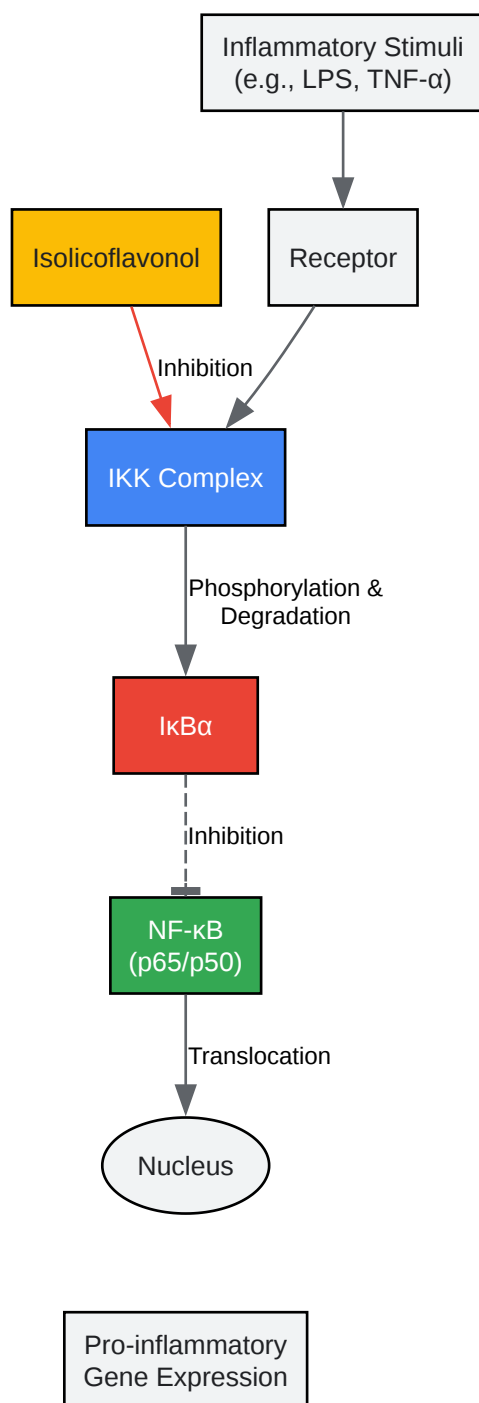 Inflammatory Stimuli
(e.g., LPS, TNF-α)
Isolicoflavonol
Receptor
Inhibition
IKK Complex
Phosphorylation &
Degradation
IκBα
Inhibition
NF-κB
(p65/p50)
Translocation
Nucleus
Pro-inflammatory
Gene Expression